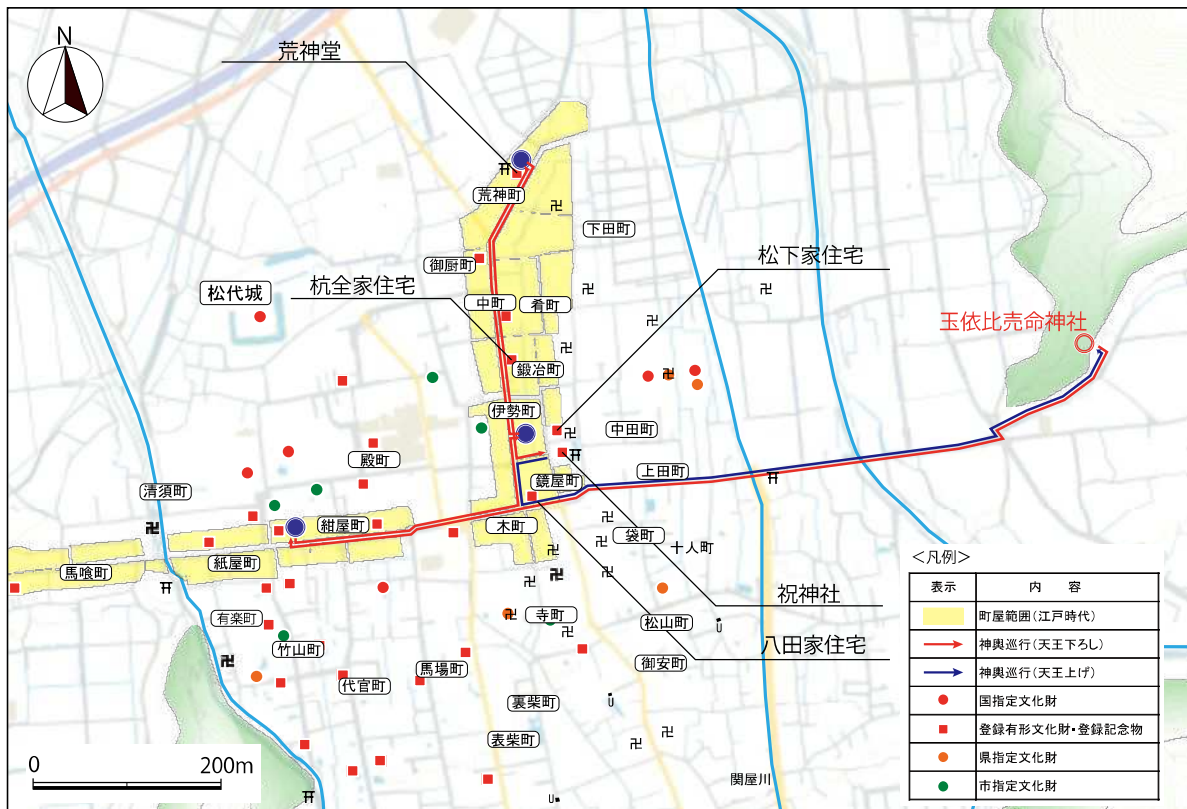 N
荒神堂
荒神町
下田町
松下家住宅
御厨町
杭全家住宅
松代城
中町
肴町
玉依比売命神社
鍛冶町
伊勢町
中田町
殿町
上田町
清須町
鏡屋町
紺屋町
木町
袋町
十人町
紙屋町
馬喰町
祝神社
有楽町
寺町
松山町
竹山町
八田家住宅
御安町
馬場町
代官町
裏柴町
表柴町
関屋川
0 200m
<凡例>
表示 内 容
町屋範囲(江戸時代)
神輿巡行(天王下ろし)
神輿巡行(天王上げ)
国指定文化財
登録有形文化財・登録記念物
県指定文化財
市指定文化財